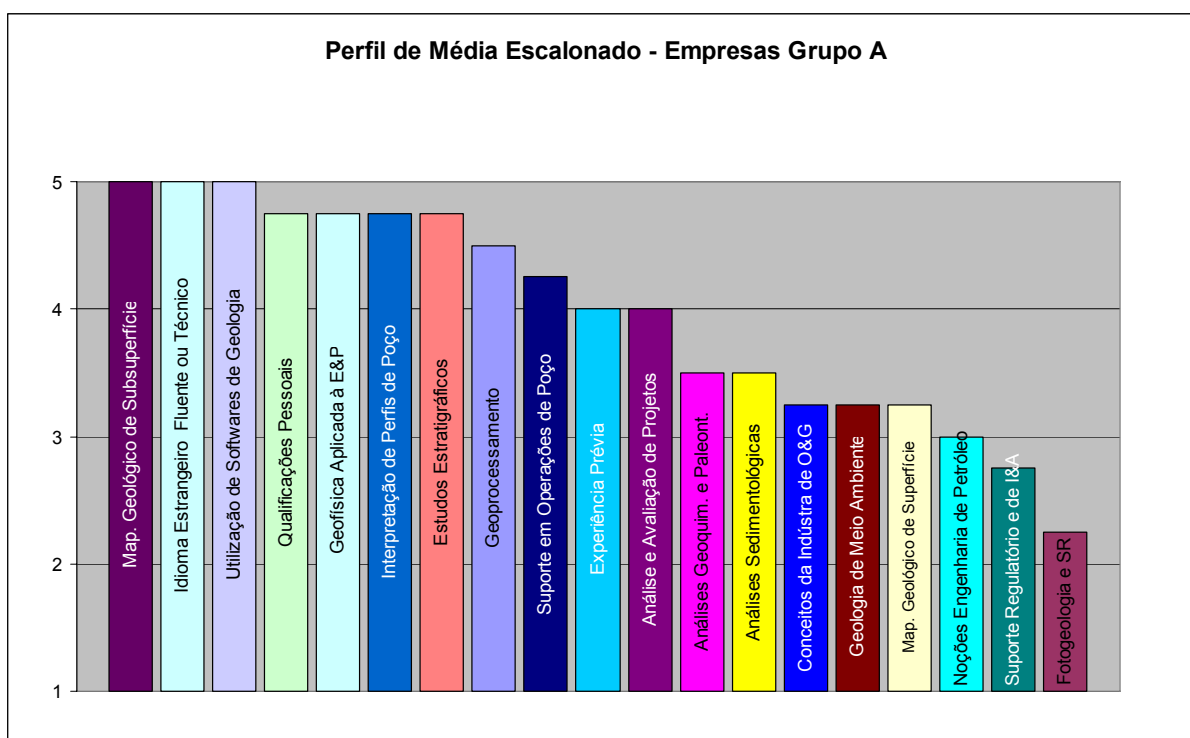 Perfil de Média Escalonado - Empresas Grupo A
5
4
3
2
1
Map. Geológico de Subsuperfície
Idioma Estrangeiro Fluente ou Técnico
Utilização de Softwares de Geologia
Qualificações Pessoais
Geofísica Aplicada à E&P
Interpretação de Perfis de Poço
Estudos Estratigráficos
Geoprocessamento
Suporte em Operações de Poço
Experiência Prévia
Análise e Avaliação de Projetos
Análises Geoquim. e Paleont.
Análises Sedimentológicas
Conceitos da Indústra de O&G
Geologia de Meio Ambiente
Map. Geológico de Superfície
Noções Engenharia de Petróleo
Suporte Regulatório e de I&A
Fotogeologia e SR